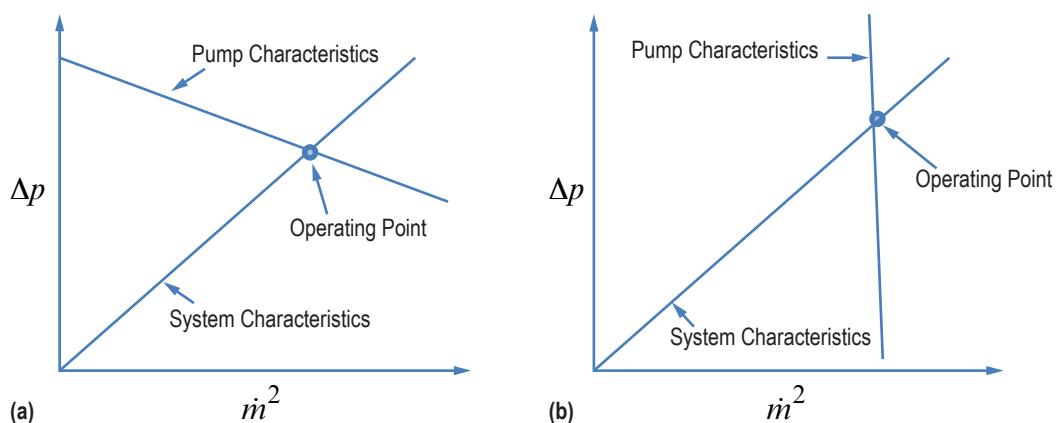 Pump Characteristics
Δp
Operating Point
System Characteristics
(a)
ṁ²
Pump Characteristics
Δp
Operating Point
System Characteristics
(b)
ṁ²